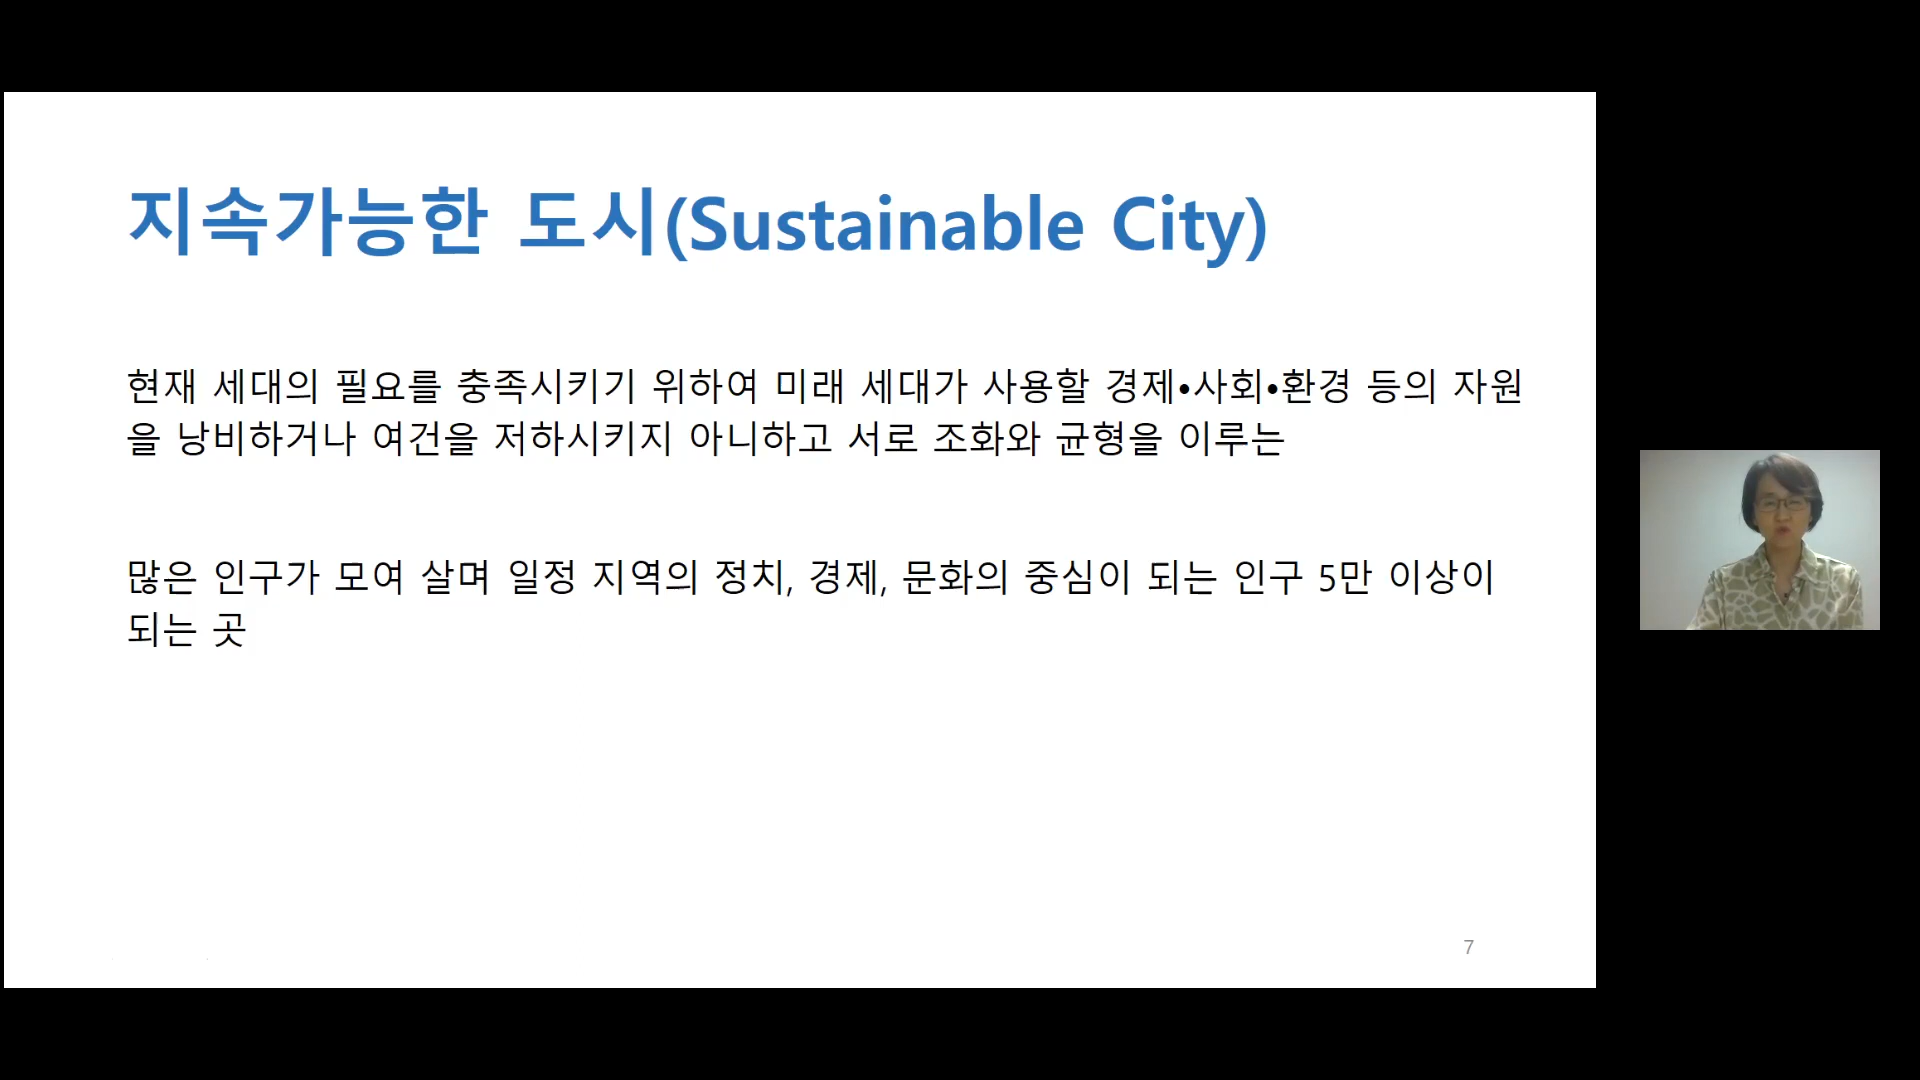 지속가능한 도시(Sustainable City)
현재 세대의 필요를 충족시키기 위하여 미래 세대가 사용할 경제•사회•환경 등의 자원
을 낭비하거나 여건을 저하시키지 아니하고 서로 조화와 균형을 이루는
많은 인구가 모여 살며 일정 지역의 정치, 경제, 문화의 중심이 되는 인구 5만 이상이
되는 곳
7